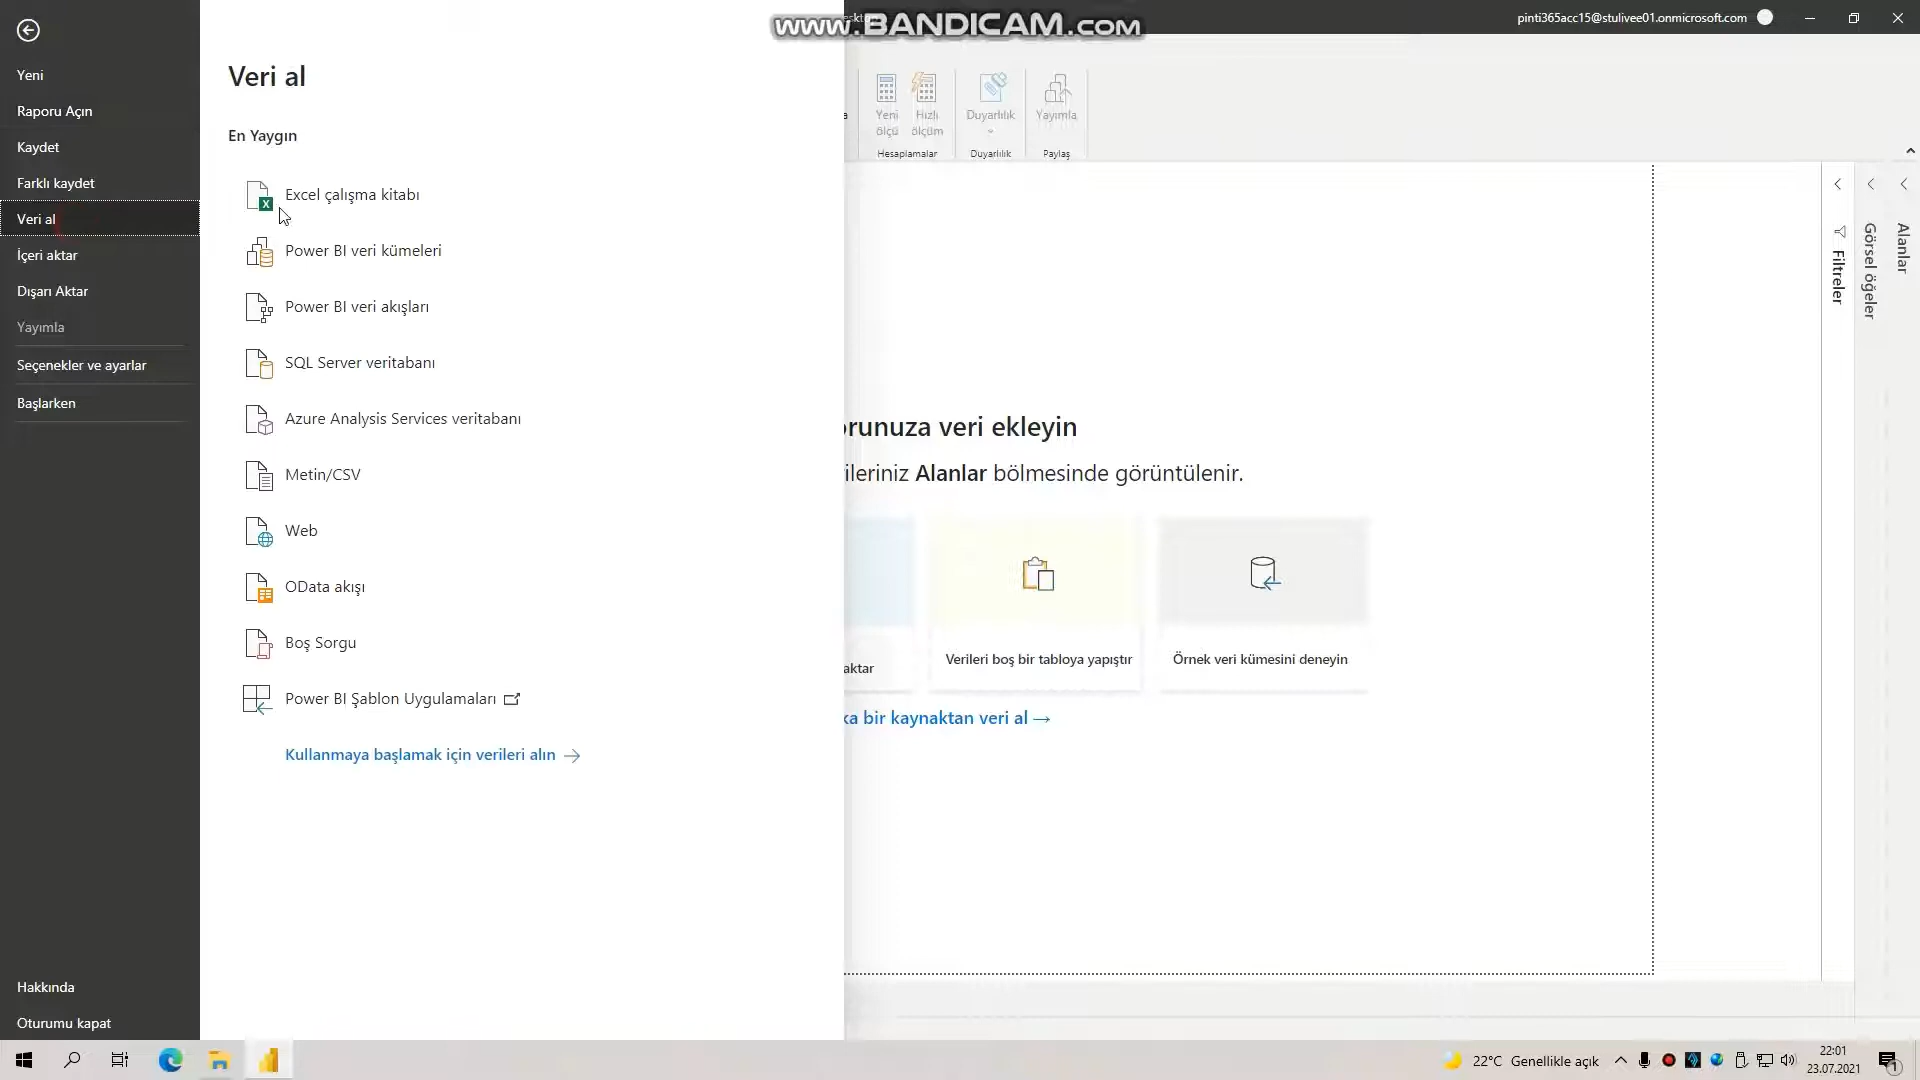 www.BANDICAM.com
pinti365acc15@stulivee01.onmicrosoft.com
Yeni
Raporu Açın
Kaydet
Farklı kaydet
Veri al
İçeri aktar
Dışarı Aktar
Yayımla
Seçenekler ve ayarlar
Başlarken
Hakkında
Oturumu kapat
Veri al
En Yaygın
Excel çalışma kitabı
Power BI veri kümeleri
Power BI veri akışları
SQL Server veritabanı
Azure Analysis Services veritabanı
Metin/CSV
Web
OData akışı
Boş Sorgu
Power BI Şablon Uygulamaları
Kullanmaya başlamak için verileri alın →
a
Yeni
ölçü
Hızlı
ölçüm
Hesaplamalar
Duyarlılık
Duyarlılık
Yayımla
Paylaş
orunuza veri ekleyin
ileriniz Alanlar bölmesinde görüntülenir.
aktar
Verileri boş bir tabloya yapıştır
Örnek veri kümesini deneyin
ka bir kaynaktan veri al →
Filtreler
Görsel öğeler
Alanlar
22°C Genellikle açık
22:01
23.07.2021
1